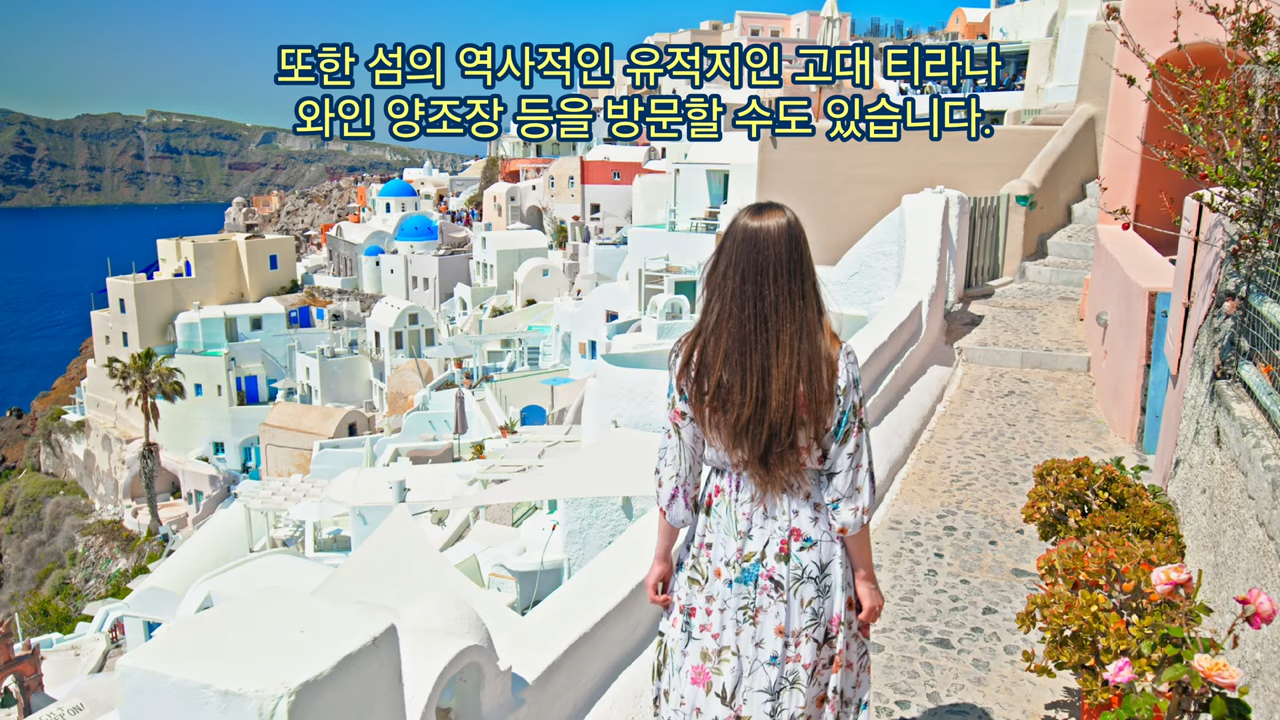 또한 섬의 역사적인 유적지인 고대 티라나
와인 양조장 등을 방문할 수도 있습니다.